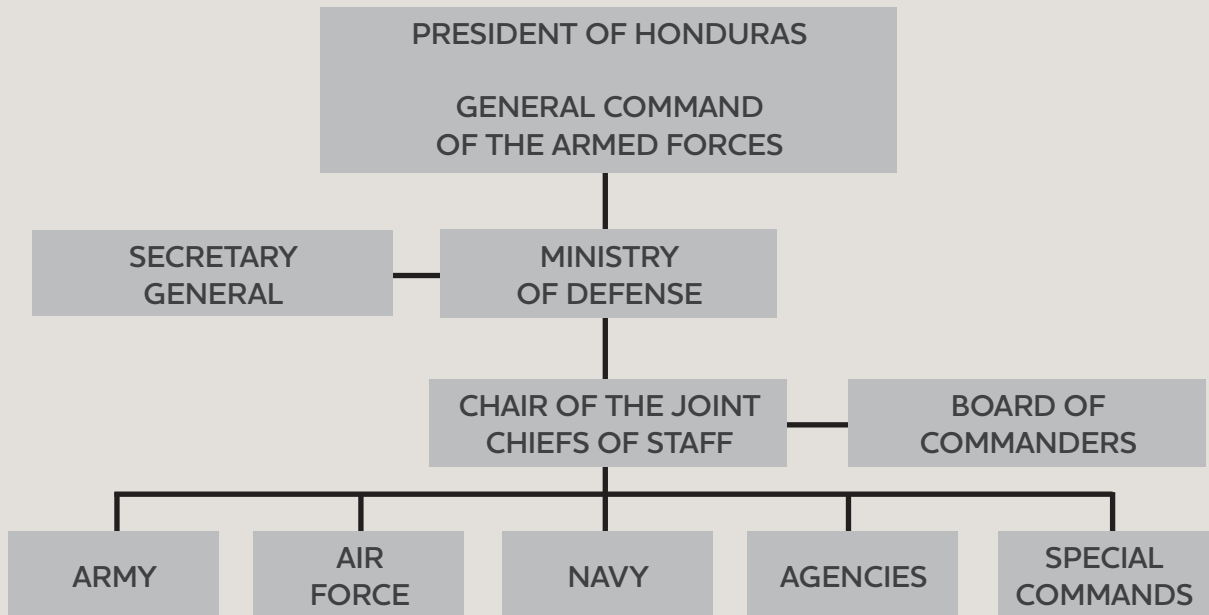 PRESIDENT OF HONDURAS
GENERAL COMMAND
OF THE ARMED FORCES
SECRETARY
GENERAL
MINISTRY
OF DEFENSE
CHAIR OF THE JOINT
CHIEFS OF STAFF
BOARD OF
COMMANDERS
ARMY
AIR
FORCE
NAVY
AGENCIES
SPECIAL
COMMANDS